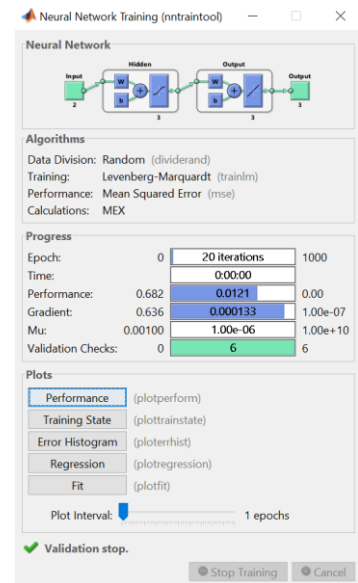 Neural Network Training (nntraintool)
Neural Network
Hidden Output
Input W b W b Output
2 3 3 3
Algorithms
Data Division: Random (dividerand)
Training: Levenberg-Marquardt (trainlm)
Performance: Mean Squared Error (mse)
Calculations: MEX
Progress
Epoch: 0 20 iterations 1000
Time: 0:00:00
Performance: 0.682 0.0121 0.00
Gradient: 0.636 0.000133 1.00e-07
Mu: 0.00100 1.00e-06 1.00e+10
Validation Checks: 0 6 6
Plots
Performance (plotperform)
Training State (plottrainstate)
Error Histogram (ploterrhist)
Regression (plotregression)
Fit (plotfit)
Plot Interval: 1 epochs
Validation stop.
Stop Training Cancel